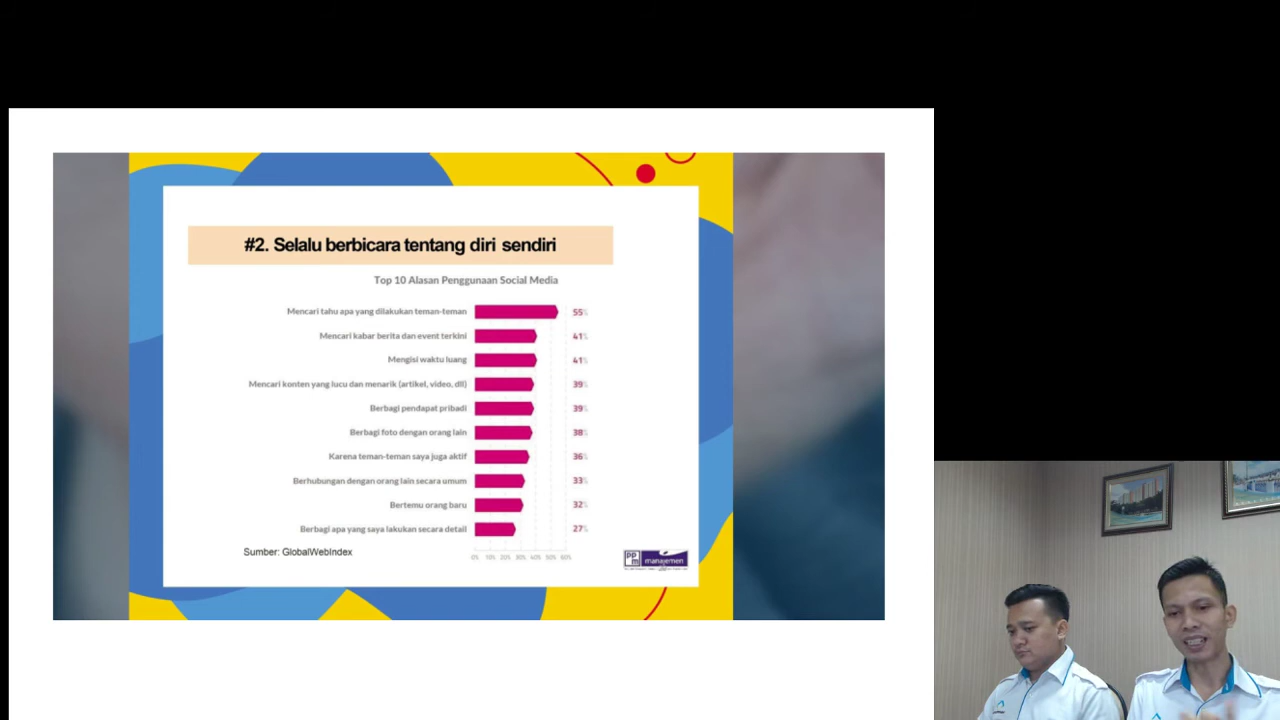 #2. Selalu berbicara tentang diri sendiri
Top 10 Alasan Penggunaan Social Media
Mencari tahu apa yang dilakukan teman-teman 55%
Mencari kabar berita dan event terkini 41%
Mengisi waktu luang 41%
Mencari konten yang lucu dan menarik (artikel, video, dll) 39%
Berbagi pendapat pribadi 39%
Berbagi foto dengan orang lain 38%
Karena teman-teman saya juga aktif 36%
Berhubungan dengan orang lain secara umum 33%
Bertemu orang baru 32%
Berbagi apa yang saya lakukan secara detail 27%
0% 10% 20% 30% 40% 50% 60%
Sumber: GlobalWebIndex
ppm manajemen